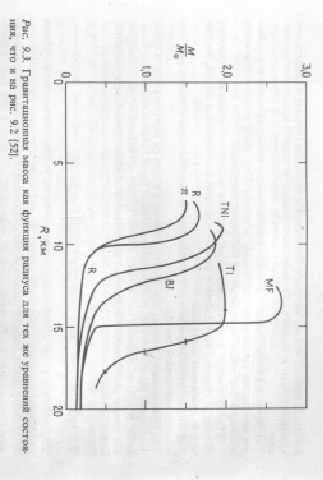 M
M⊙
0
1,0
2,0
3,0
0
5
10
15
20
R, км
π
R
TNI
TI
MF
R
BJ
Рис. 9.3. Гравитационная масса как функция радиуса для тех же уравнений состоя-
ния, что и на рис. 9.2 [52].